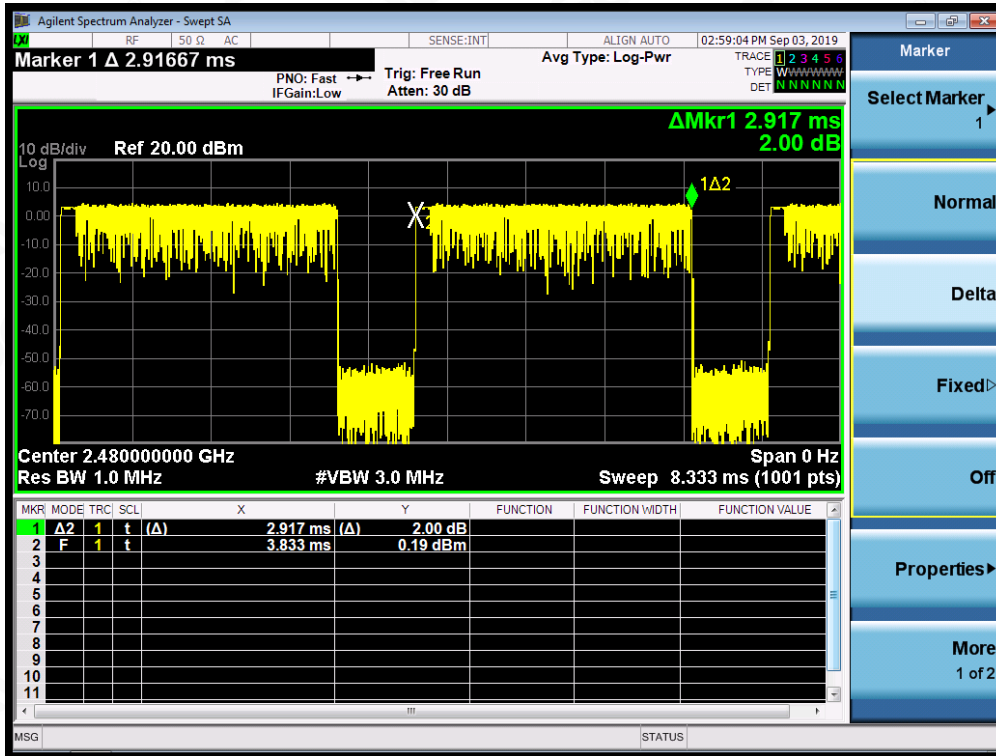 Agilent Spectrum Analyzer - Swept SA
LXI RF 50 Ω AC SENSE:INT ALIGN AUTO 02:59:04 PM Sep 03, 2019
Marker 1 Δ 2.91667 ms
PNO: Fast
IFGain:Low
Trig: Free Run
Atten: 30 dB
Avg Type: Log-Pwr
TRACE 1 2 3 4 5 6
TYPE WWWWWW
DET N N N N N N
ΔMkr1 2.917 ms
2.00 dB
10 dB/div Ref 20.00 dBm
Log
10.0
0.00
-10.0
-20.0
-30.0
-40.0
-50.0
-60.0
-70.0
X2
1Δ2
Center 2.480000000 GHz Span 0 Hz
Res BW 1.0 MHz #VBW 3.0 MHz Sweep 8.333 ms (1001 pts)
MKR MODE TRC SCL X Y FUNCTION FUNCTION WIDTH FUNCTION VALUE
1 Δ2 1 t (Δ) 2.917 ms (Δ) 2.00 dB
2 F 1 t 3.833 ms 0.19 dBm
3
4
5
6
7
8
9
10
11
MSG STATUS
Marker
Select Marker
1
Normal
Delta
Fixed
Off
Properties
More
1 of 2